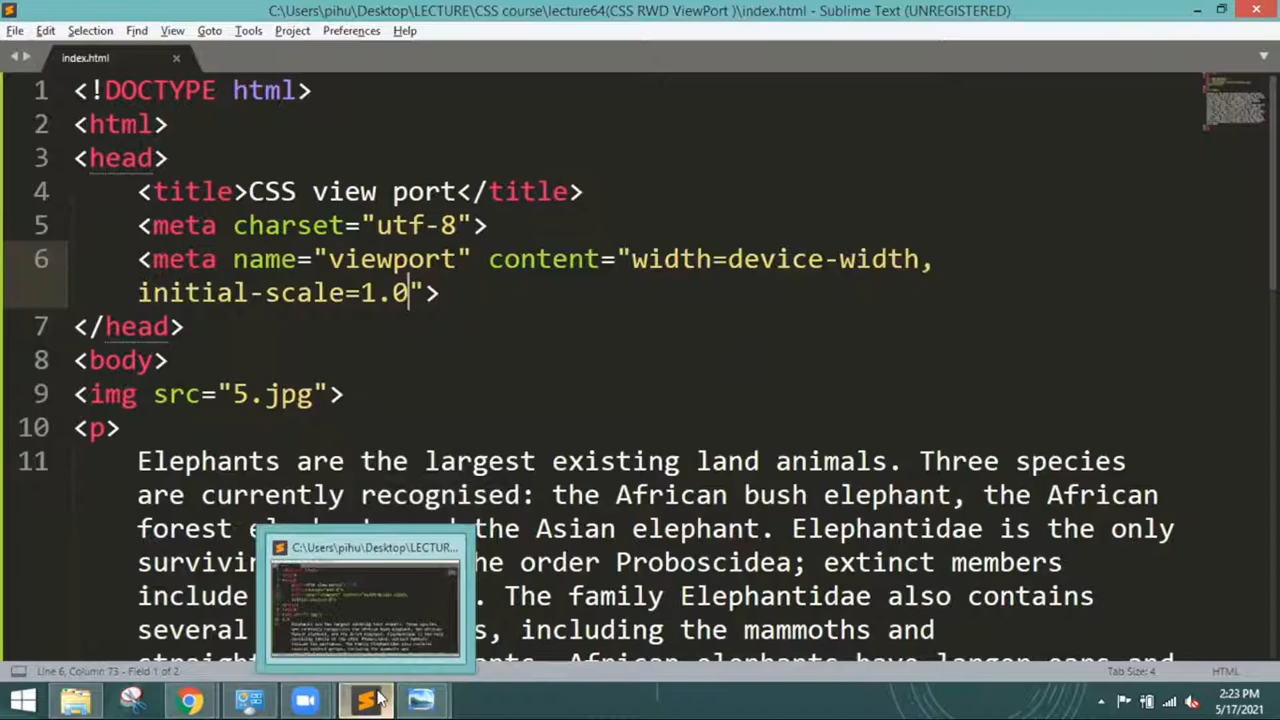 C:\Users\pihu\Desktop\LECTURE\CSS course\lecture64(CSS RWD ViewPort )\index.html - Sublime Text (UNREGISTERED)
File Edit Selection Find View Goto Tools Project Preferences Help
index.html
1 <!DOCTYPE html>
2 <html>
3 <head>
4 <title>CSS view port</title>
5 <meta charset="utf-8">
6 <meta name="viewport" content="width=device-width,
initial-scale=1.0">
7 </head>
8 <body>
9 <img src="5.jpg">
10 <p>
11 Elephants are the largest existing land animals. Three species
are currently recognised: the African bush elephant, the African
forest the Asian elephant. Elephantidae is the only
the order Proboscidea; extinct members
include . The family Elephantidae also contains
several s, including the mammoths and
C:\Users\pihu\Desktop\LECTUR...
Line 6, Column 73 - Field 1 of 2
Tab Size: 4
HTML
2:23 PM
5/17/2021